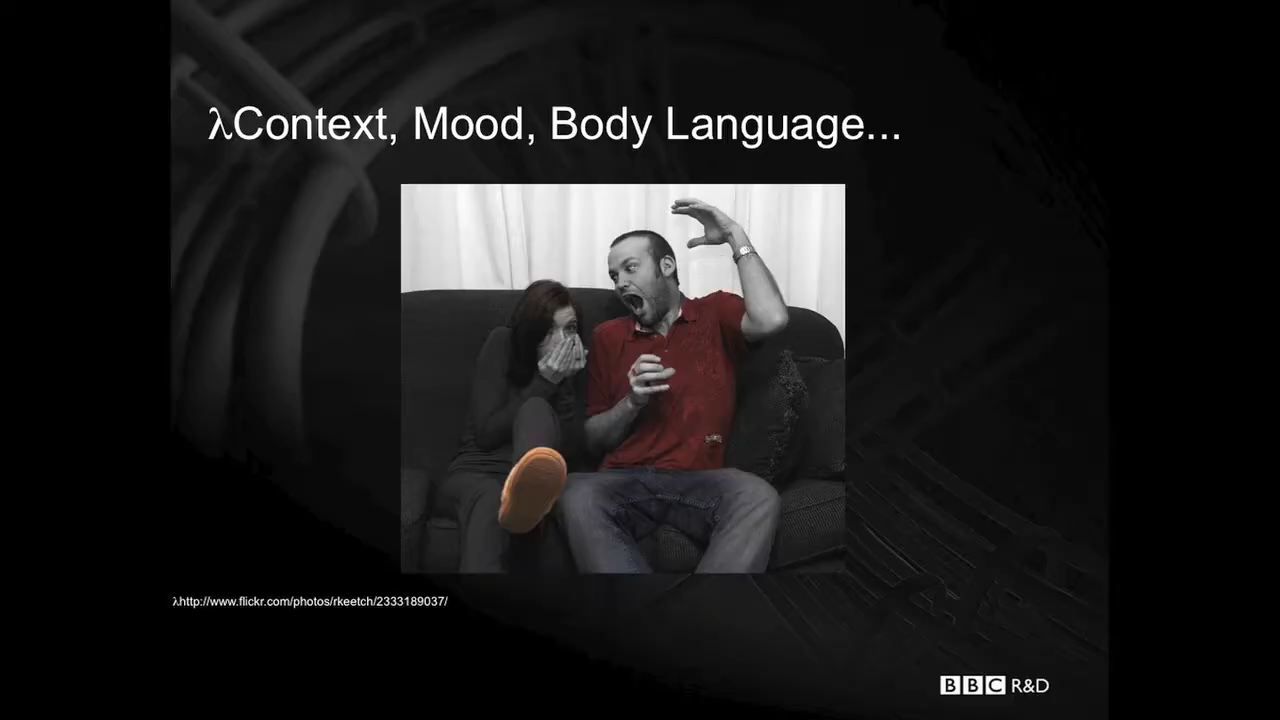 λContext, Mood, Body Language...
λhttp://www.flickr.com/photos/rkeetch/2333189037/
BBC R&D